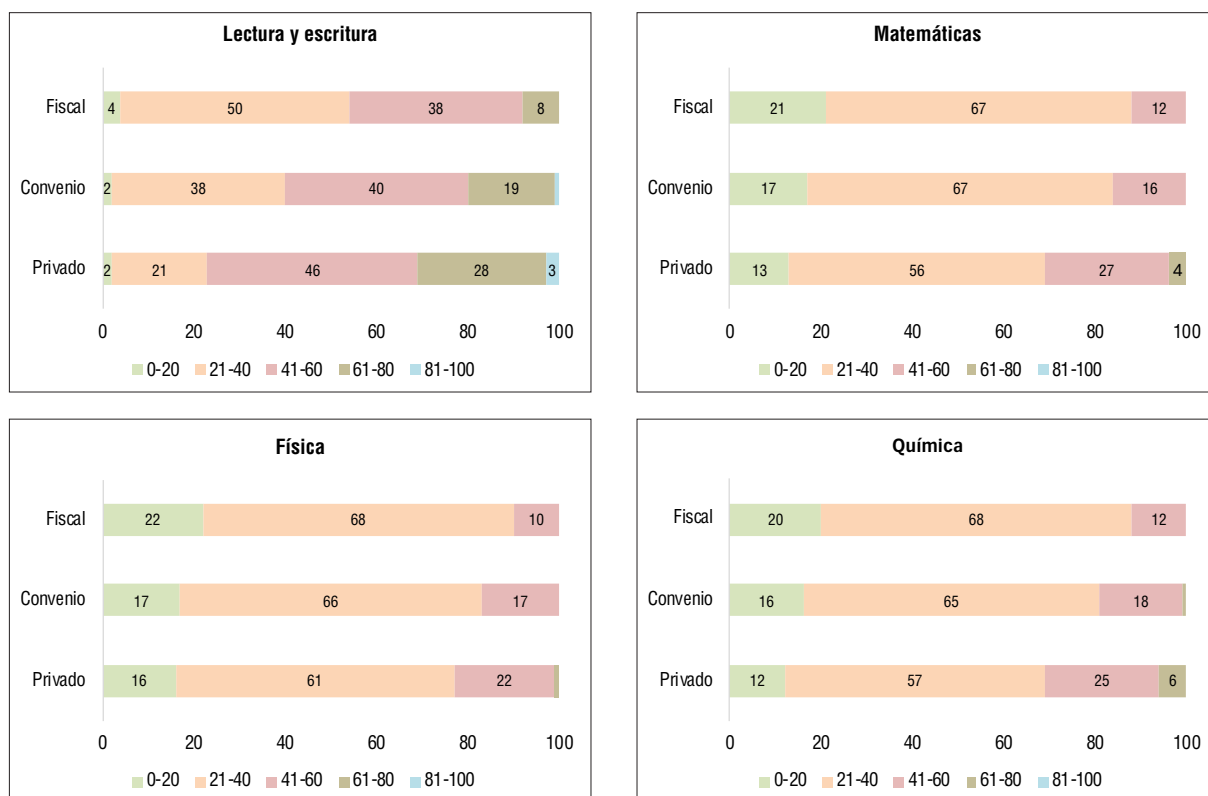 Lectura y escritura
Fiscal 4 50 38 8
Convenio 2 38 40 19
Privado 2 21 46 28 3
0 20 40 60 80 100
0-20 21-40 41-60 61-80 81-100
Matemáticas
Fiscal 21 67 12
Convenio 17 67 16
Privado 13 56 27 4
0 20 40 60 80 100
0-20 21-40 41-60 61-80 81-100
Física
Fiscal 22 68 10
Convenio 17 66 17
Privado 16 61 22
0 20 40 60 80 100
0-20 21-40 41-60 61-80 81-100
Química
Fiscal 20 68 12
Convenio 16 65 18
Privado 12 57 25 6
0 20 40 60 80 100
0-20 21-40 41-60 61-80 81-100